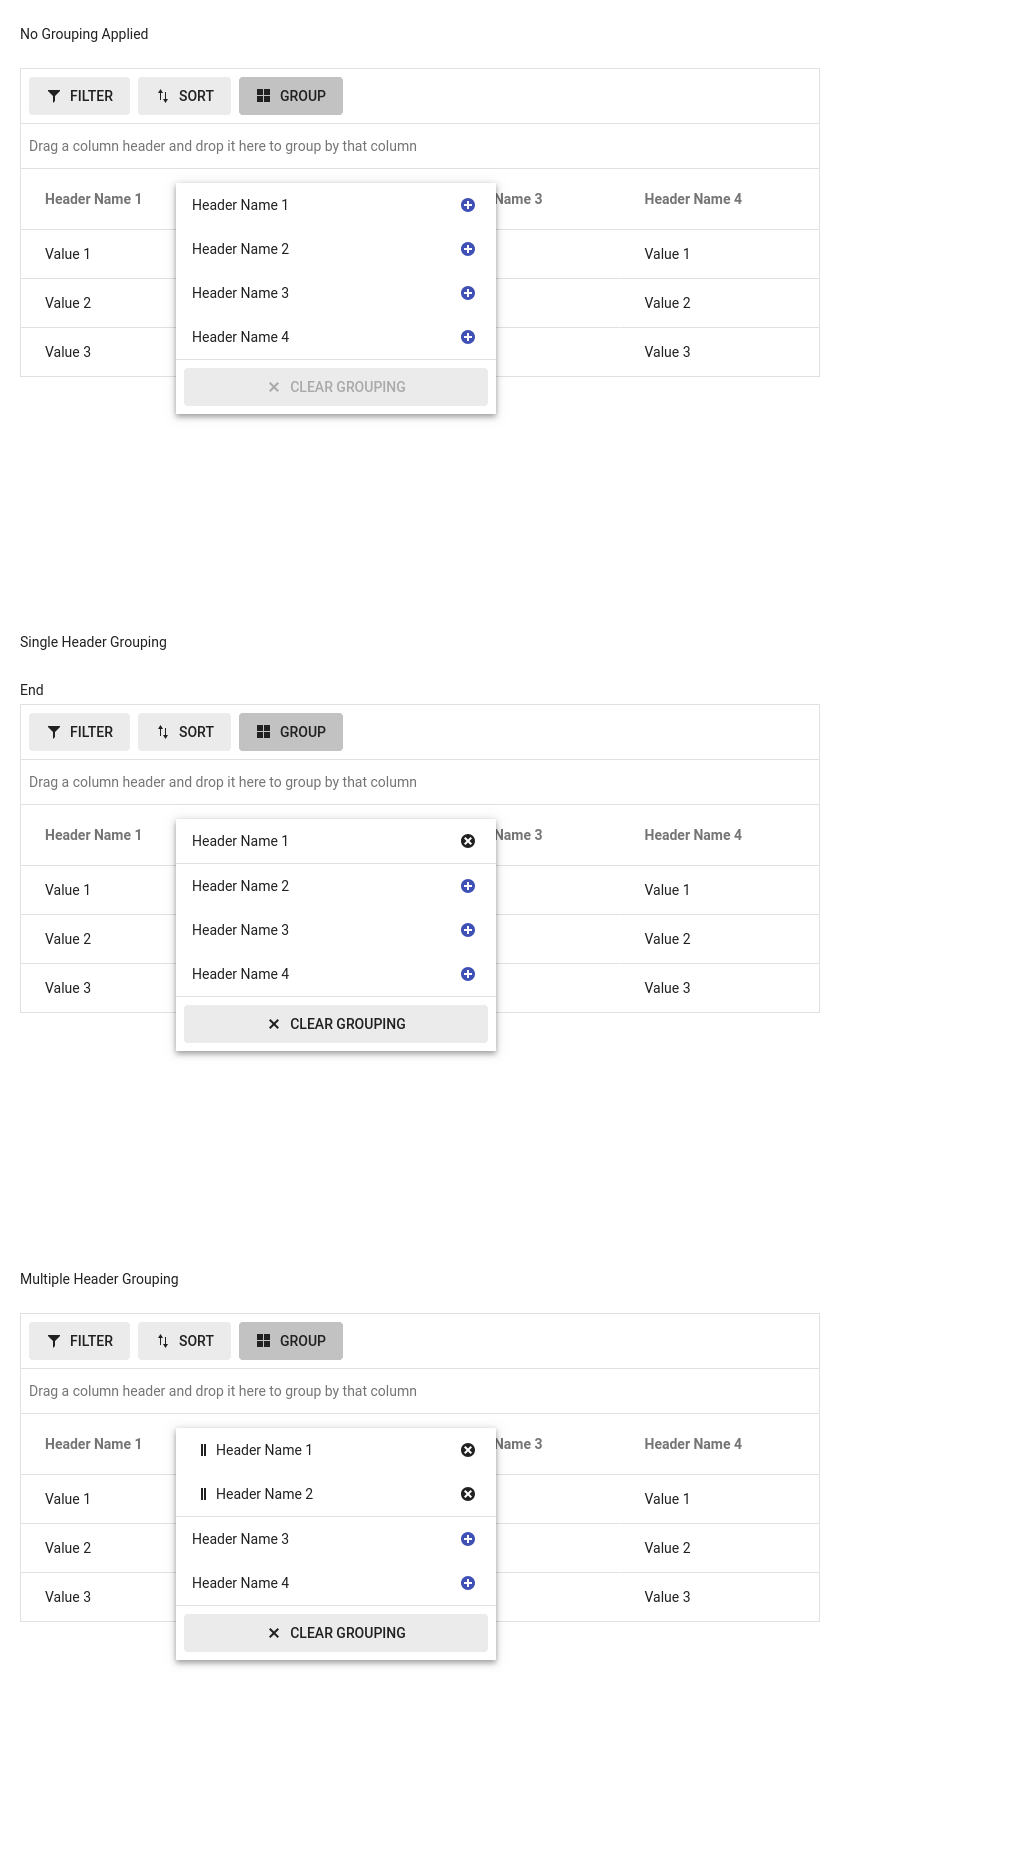 No Grouping Applied
FILTER SORT GROUP
Drag a column header and drop it here to group by that column
Header Name 1 Name 3 Header Name 4
Header Name 1
Header Name 2
Value 1 Value 1
Header Name 3
Value 2 Value 2
Header Name 4
Value 3 Value 3
CLEAR GROUPING
Single Header Grouping
End
FILTER SORT GROUP
Drag a column header and drop it here to group by that column
Header Name 1 Name 3 Header Name 4
Header Name 1
Header Name 2
Value 1 Value 1
Header Name 3
Value 2 Value 2
Header Name 4
Value 3 Value 3
CLEAR GROUPING
Multiple Header Grouping
FILTER SORT GROUP
Drag a column header and drop it here to group by that column
Header Name 1 Name 3 Header Name 4
Header Name 1
Header Name 2
Value 1 Value 1
Header Name 3
Value 2 Value 2
Header Name 4
Value 3 Value 3
CLEAR GROUPING